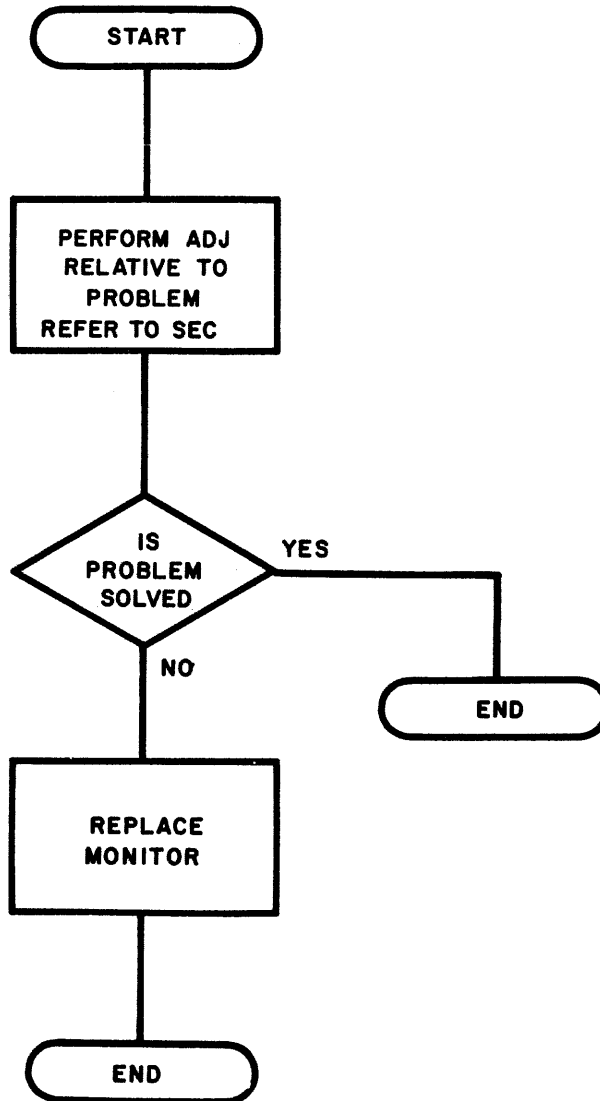 START
PERFORM ADJ
RELATIVE TO
PROBLEM
REFER TO SEC
IS
PROBLEM
SOLVED
YES
NO
END
REPLACE
MONITOR
END